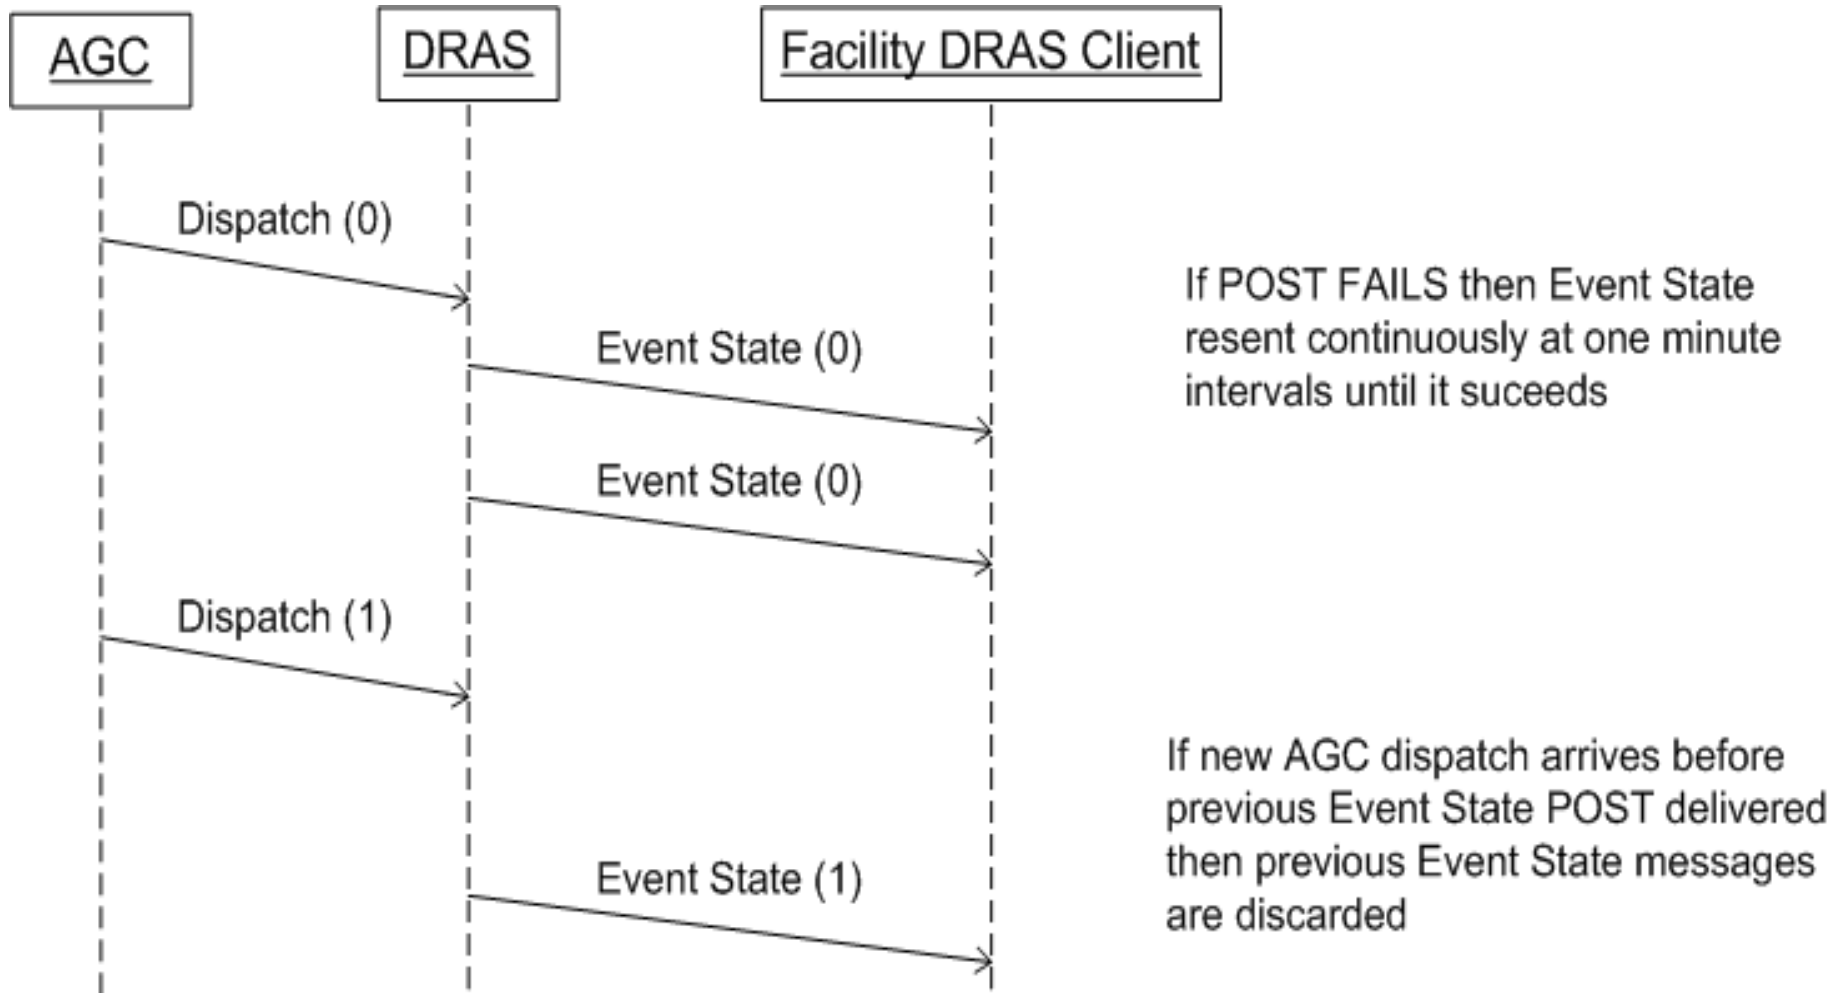 AGC
DRAS
Facility DRAS Client
Dispatch (0)
If POST FAILS then Event State
resent continuously at one minute
intervals until it suceeds
Event State (0)
Event State (0)
Dispatch (1)
If new AGC dispatch arrives before
previous Event State POST delivered
then previous Event State messages
are discarded
Event State (1)